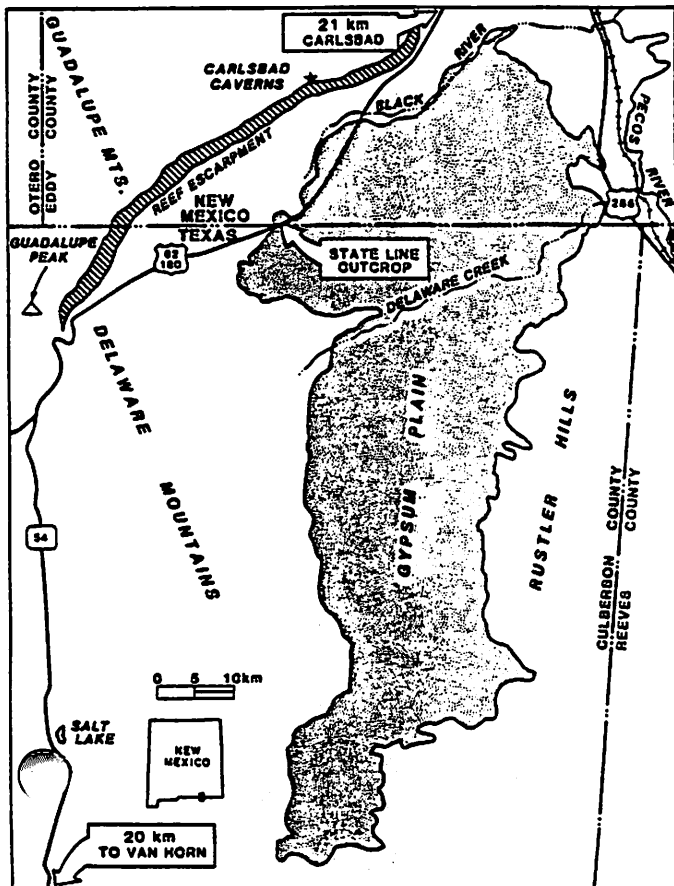 21 km
CARLSBAD
GUADALUPE MTS.
CARLSBAD
CAVERNS
RIVER
BLACK
PECOS
RIVER
OTERO COUNTY
EDDY COUNTY
REEF ESCARPMENT
NEW
MEXICO
TEXAS
GUADALUPE
PEAK
62
180
STATE LINE
OUTCROP
DELAWARE CREEK
DELAWARE
MOUNTAINS
GYPSUM PLAIN
RUSTLER HILLS
CULBERSON COUNTY
REEVES COUNTY
54
0 5 10km
SALT
LAKE
NEW
MEXICO
20 km
TO VAN HORN